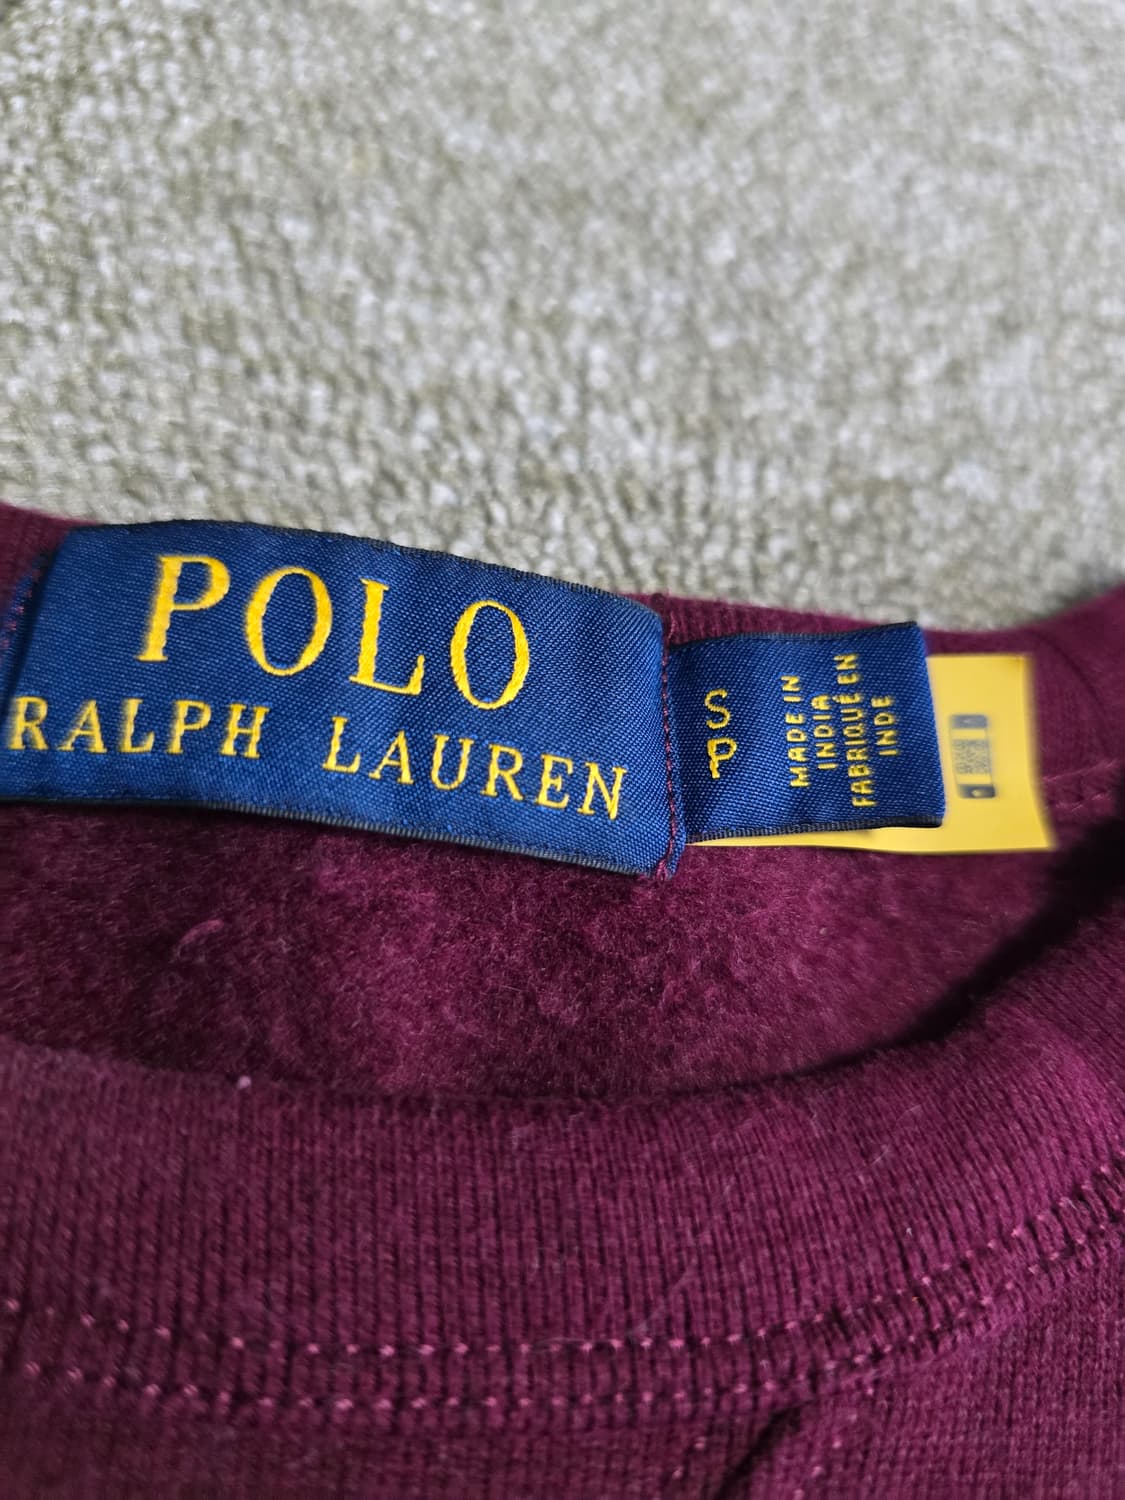 POLO
RALPH LAUREN
S
P
MADE IN
INDIA
FABRIQUÉ EN
INDE